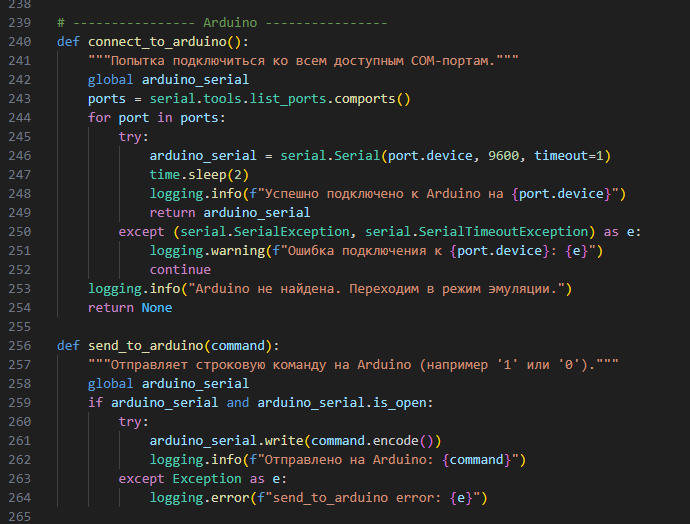 238
239 # ---------------- Arduino ----------------
240 def connect_to_arduino():
241     """Попытка подключиться ко всем доступным COM-портам."""
242     global arduino_serial
243     ports = serial.tools.list_ports.comports()
244     for port in ports:
245         try:
246             arduino_serial = serial.Serial(port.device, 9600, timeout=1)
247             time.sleep(2)
248             logging.info(f"Успешно подключено к Arduino на {port.device}")
249             return arduino_serial
250         except (serial.SerialException, serial.SerialTimeoutException) as e:
251             logging.warning(f"Ошибка подключения к {port.device}: {e}")
252             continue
253     logging.info("Arduino не найдена. Переходим в режим эмуляции.")
254     return None
255
256 def send_to_arduino(command):
257     """Отправляет строковую команду на Arduino (например '1' или '0')."""
258     global arduino_serial
259     if arduino_serial and arduino_serial.is_open:
260         try:
261             arduino_serial.write(command.encode())
262             logging.info(f"Отправлено на Arduino: {command}")
263         except Exception as e:
264             logging.error(f"send_to_arduino error: {e}")
265